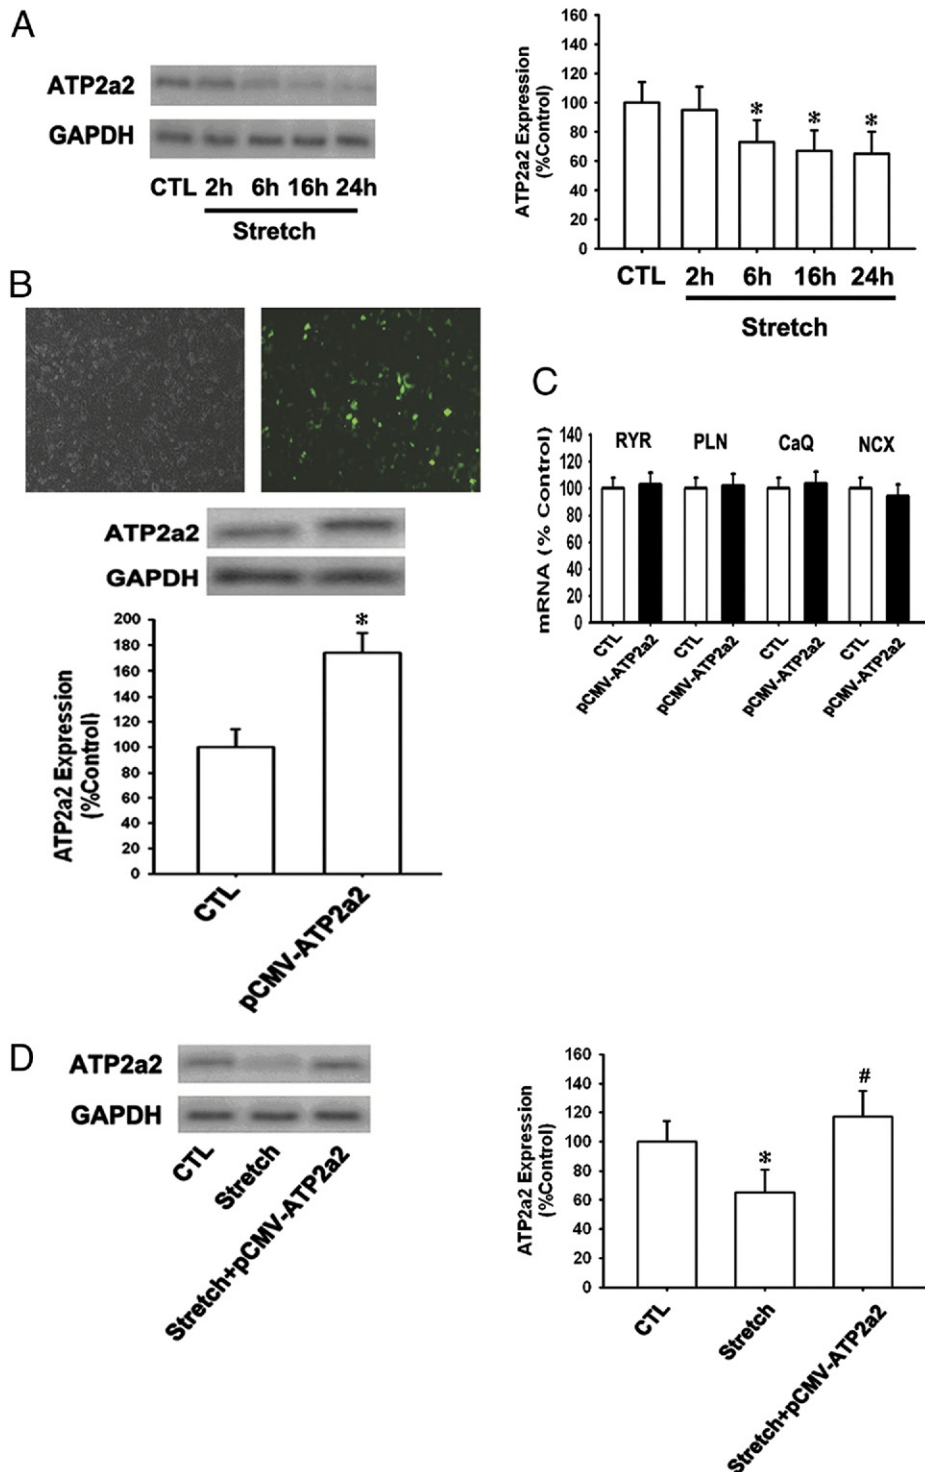 A
ATP2a2
GAPDH
CTL 2h 6h 16h 24h
Stretch
ATP2a2 Expression
(%Control)
160
140
120
100
80
60
40
20
0
* * *
CTL 2h 6h 16h 24h
Stretch
B
ATP2a2
GAPDH
ATP2a2 Expression
(%Control)
200
180
160
140
120
100
80
60
40
20
0
*
CTL
pCMV-ATP2a2
C
mRNA (% Control)
140
120
100
80
60
40
20
0
RYR PLN CaQ NCX
CTL
pCMV-ATP2a2
CTL
pCMV-ATP2a2
CTL
pCMV-ATP2a2
CTL
pCMV-ATP2a2
D
ATP2a2
GAPDH
CTL
Stretch
Stretch+pCMV-ATP2a2
ATP2a2 Expression
(%Control)
160
140
120
100
80
60
40
20
0
*
#
CTL
Stretch
Stretch+pCMV-ATP2a2